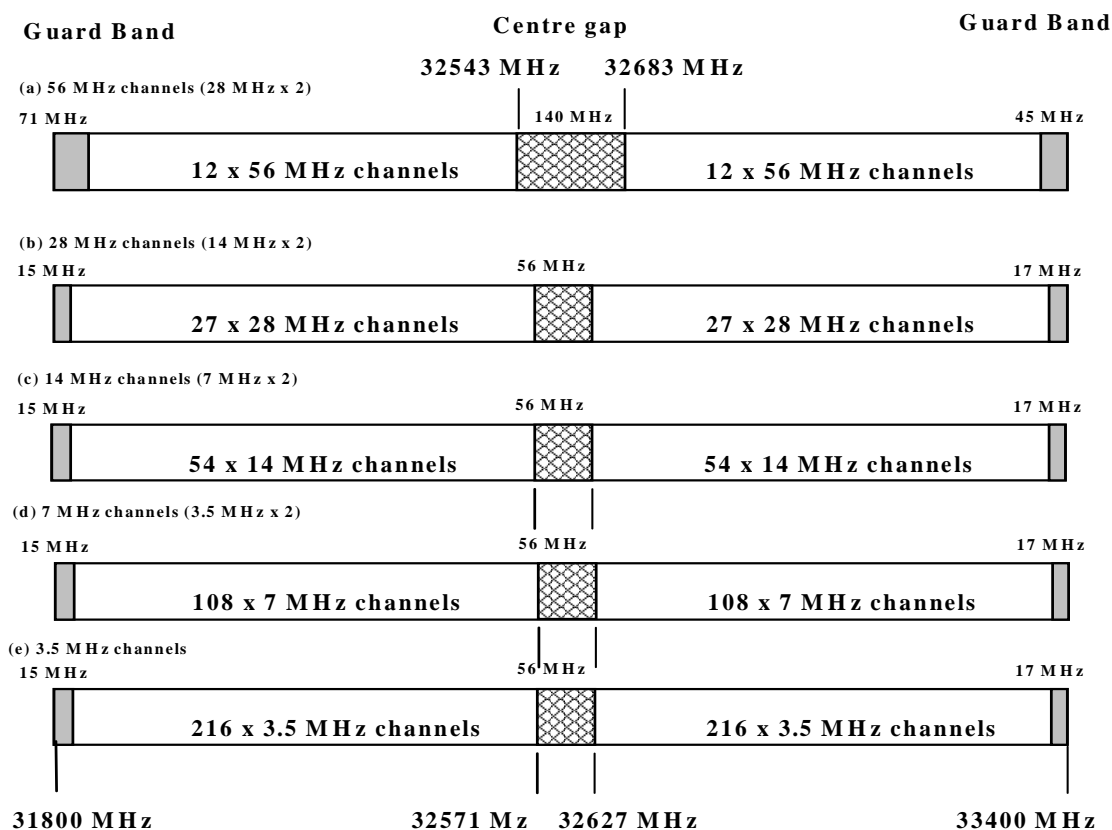 Guard Band Centre gap Guard Band
32543 MHz 32683 MHz
(a) 56 MHz channels (28 MHz x 2)
71 MHz 140 MHz 45 MHz
12 x 56 MHz channels 12 x 56 MHz channels
(b) 28 MHz channels (14 MHz x 2)
15 MHz 56 MHz 17 MHz
27 x 28 MHz channels 27 x 28 MHz channels
(c) 14 MHz channels (7 MHz x 2)
15 MHz 56 MHz 17 MHz
54 x 14 MHz channels 54 x 14 MHz channels
(d) 7 MHz channels (3.5 MHz x 2)
15 MHz 56 MHz 17 MHz
108 x 7 MHz channels 108 x 7 MHz channels
(e) 3.5 MHz channels
15 MHz 56 MHz 17 MHz
216 x 3.5 MHz channels 216 x 3.5 MHz channels
31800 MHz 32571 Mz 32627 MHz 33400 MHz